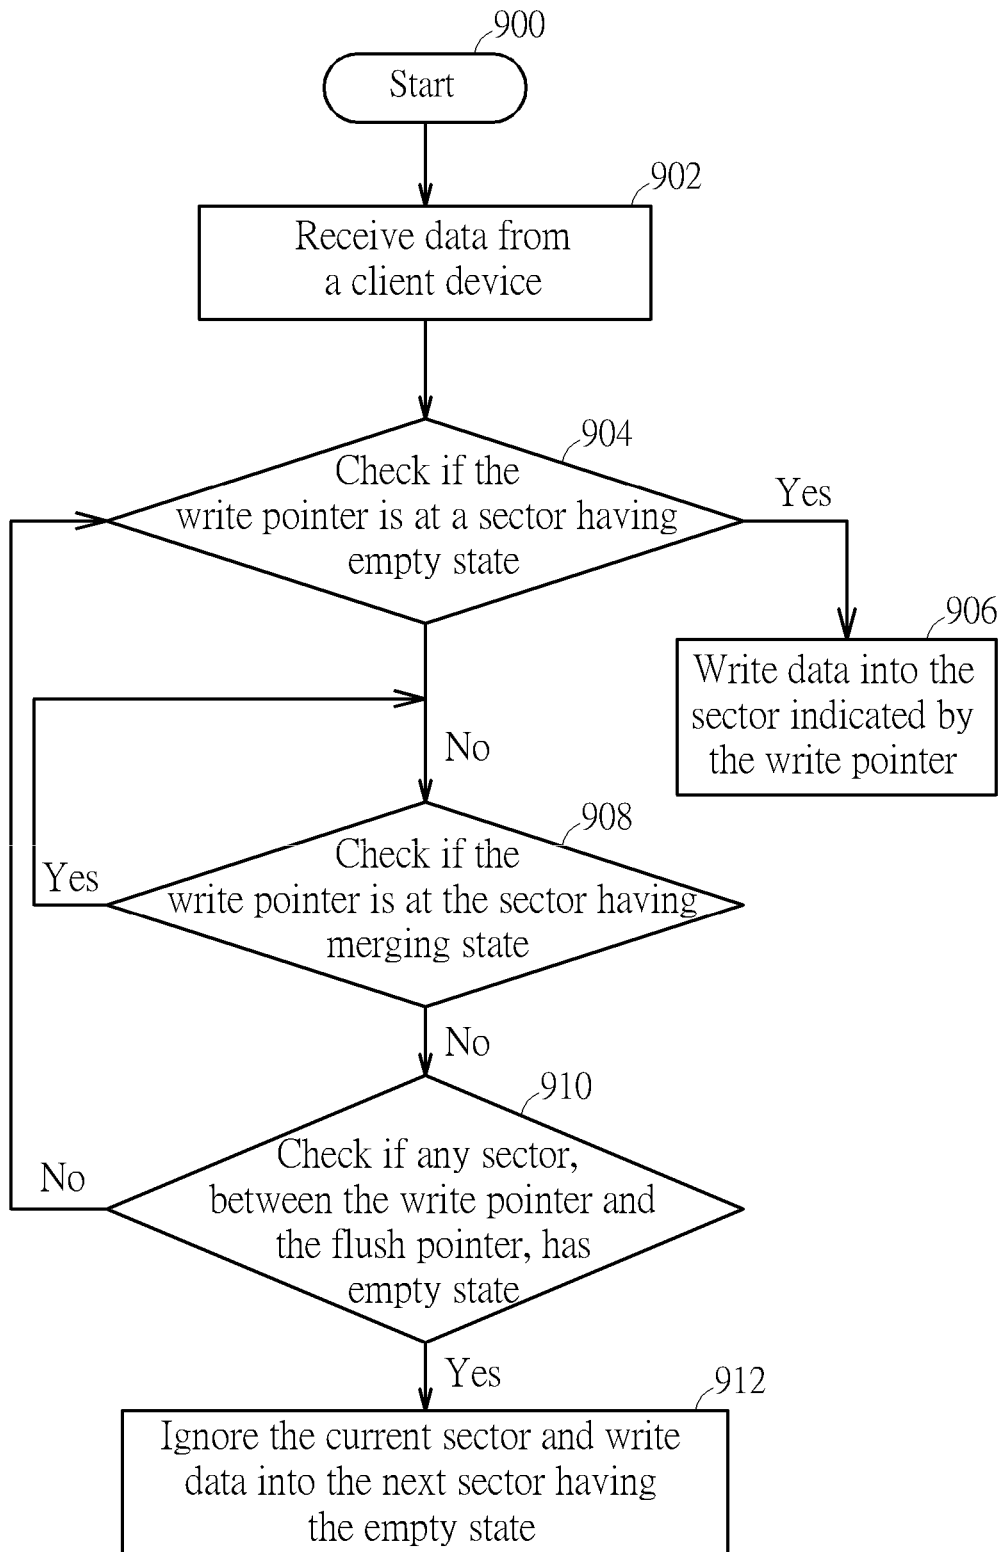 900
Start
902
Receive data from
a client device
904
Check if the
write pointer is at a sector having
empty state
Yes
906
Write data into the
sector indicated by
the write pointer
No
908
Check if the
write pointer is at the sector having
merging state
Yes
No
910
Check if any sector,
between the write pointer and
the flush pointer, has
empty state
No
Yes
912
Ignore the current sector and write
data into the next sector having
the empty state